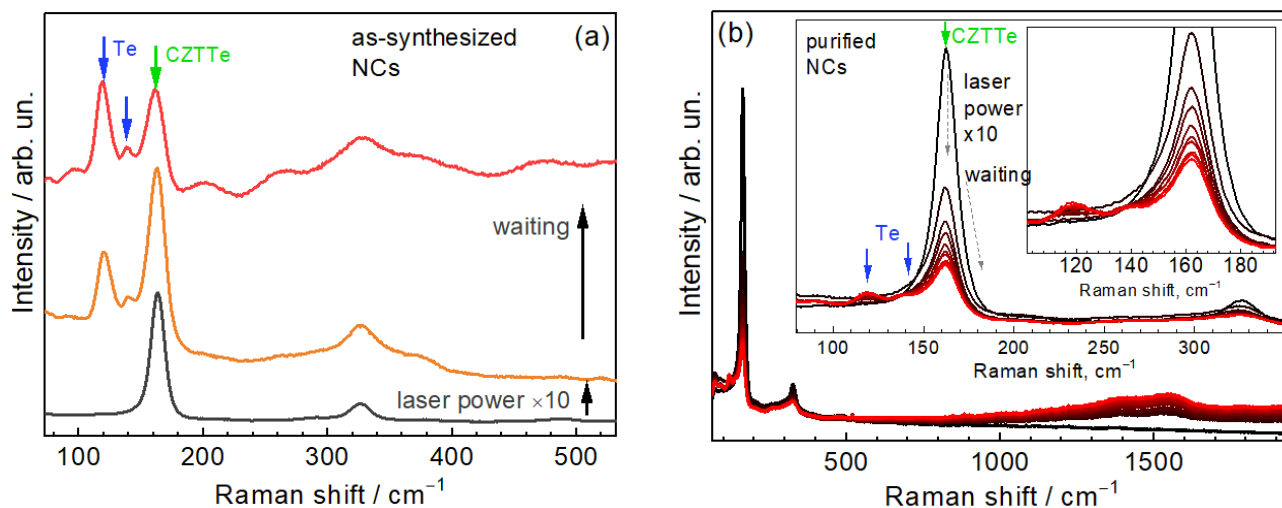 (a)
as-synthesized
NCs
Te
CZTTe
waiting
laser power ×10
Intensity / arb. un.
100 200 300 400 500
Raman shift / cm⁻¹
(b)
purified
NCs
CZTTe
laser
power
x10
waiting
Te
100 150 200 250 300
Raman shift, cm⁻¹
120 140 160 180
Raman shift, cm⁻¹
Intensity / arb. un.
500 1000 1500
Raman shift / cm⁻¹